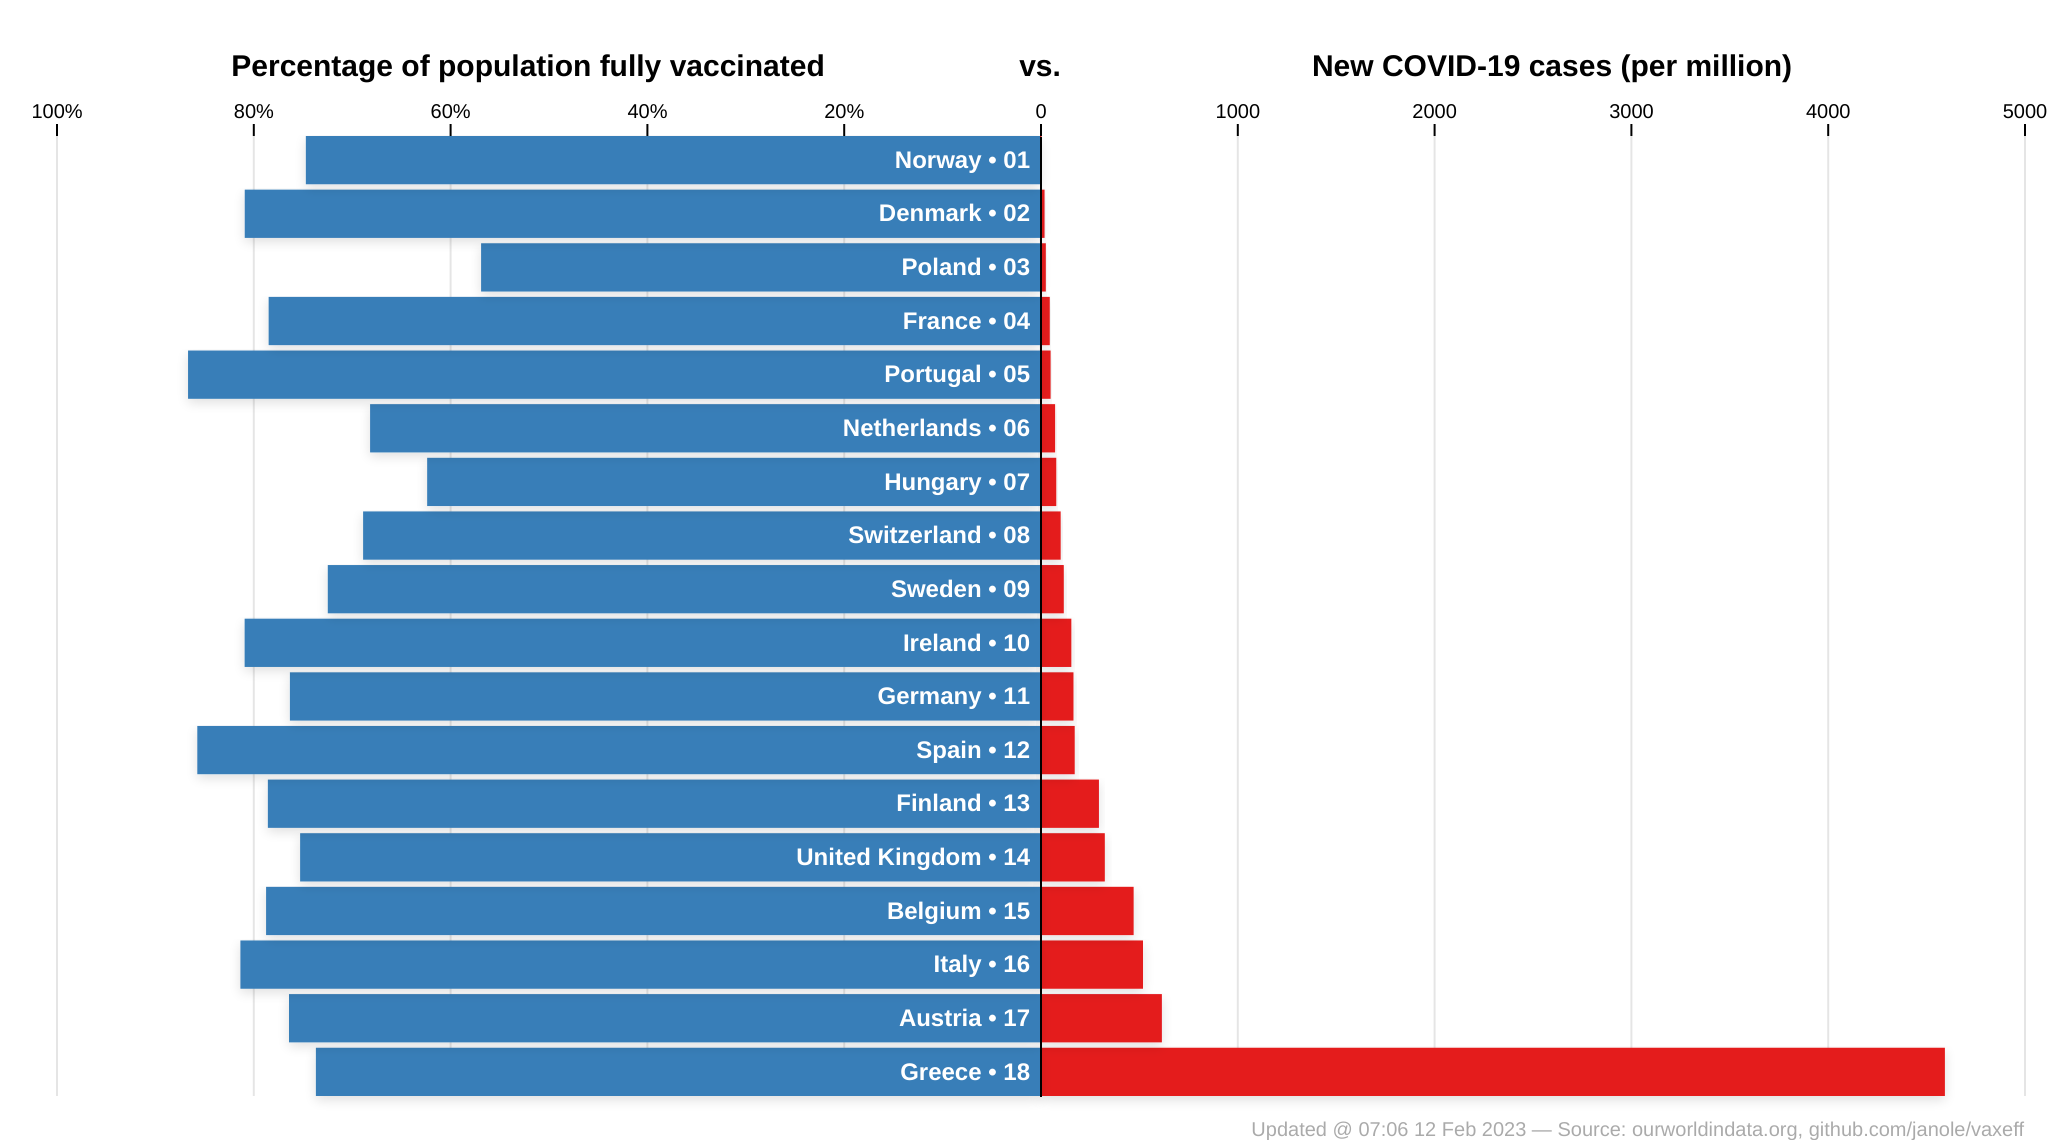 Percentage of population fully vaccinated vs. New COVID-19 cases (per million)
100% 80% 60% 40% 20% 0 1000 2000 3000 4000 5000
Norway • 01
Denmark • 02
Poland • 03
France • 04
Portugal • 05
Netherlands • 06
Hungary • 07
Switzerland • 08
Sweden • 09
Ireland • 10
Germany • 11
Spain • 12
Finland • 13
United Kingdom • 14
Belgium • 15
Italy • 16
Austria • 17
Greece • 18
Updated @ 07:06 12 Feb 2023 — Source: ourworldindata.org, github.com/janole/vaxeff